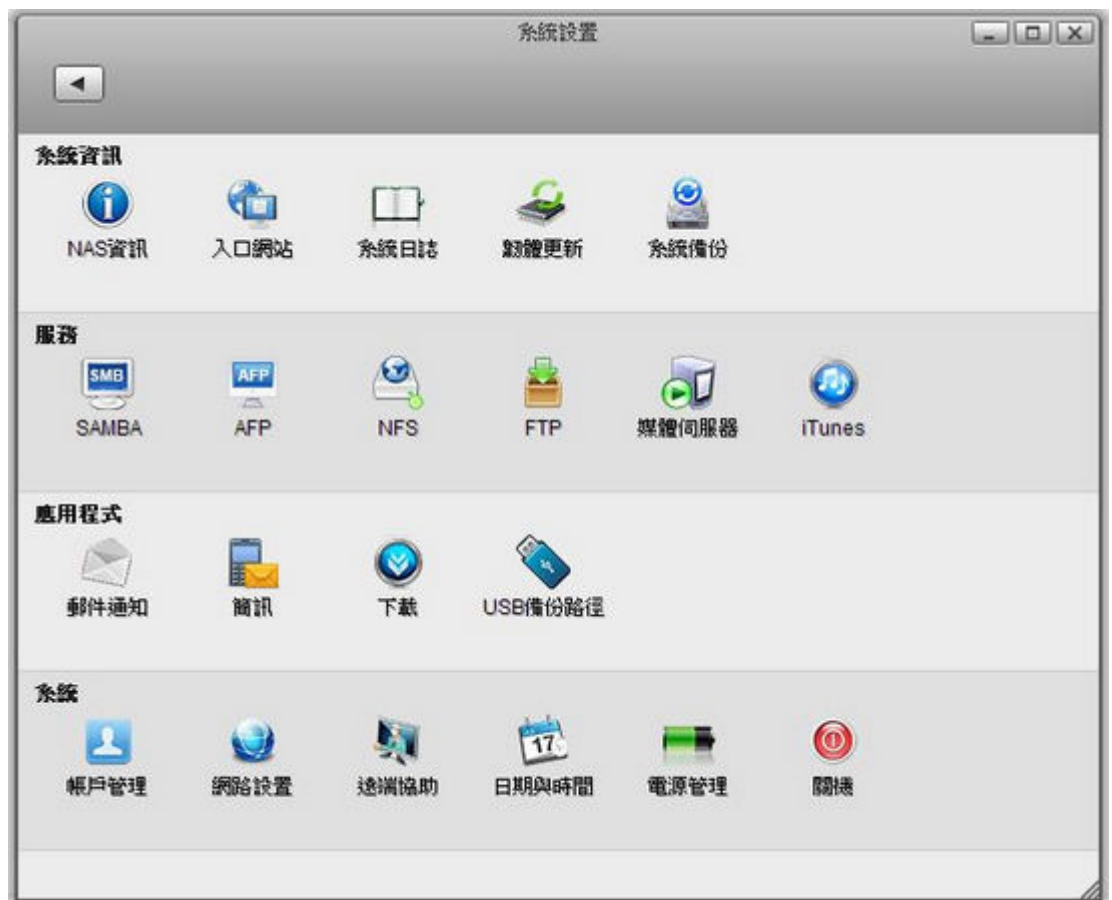 系統設置
系統資訊
NAS資訊 入口網站 系統日誌 韌體更新 系統備份
服務
SMB AFP
SAMBA AFP NFS FTP 媒體伺服器 iTunes
應用程式
郵件通知 簡訊 下載 USB備份路徑
系統
17
帳戶管理 網路設置 遠端協助 日期與時間 電源管理 關機